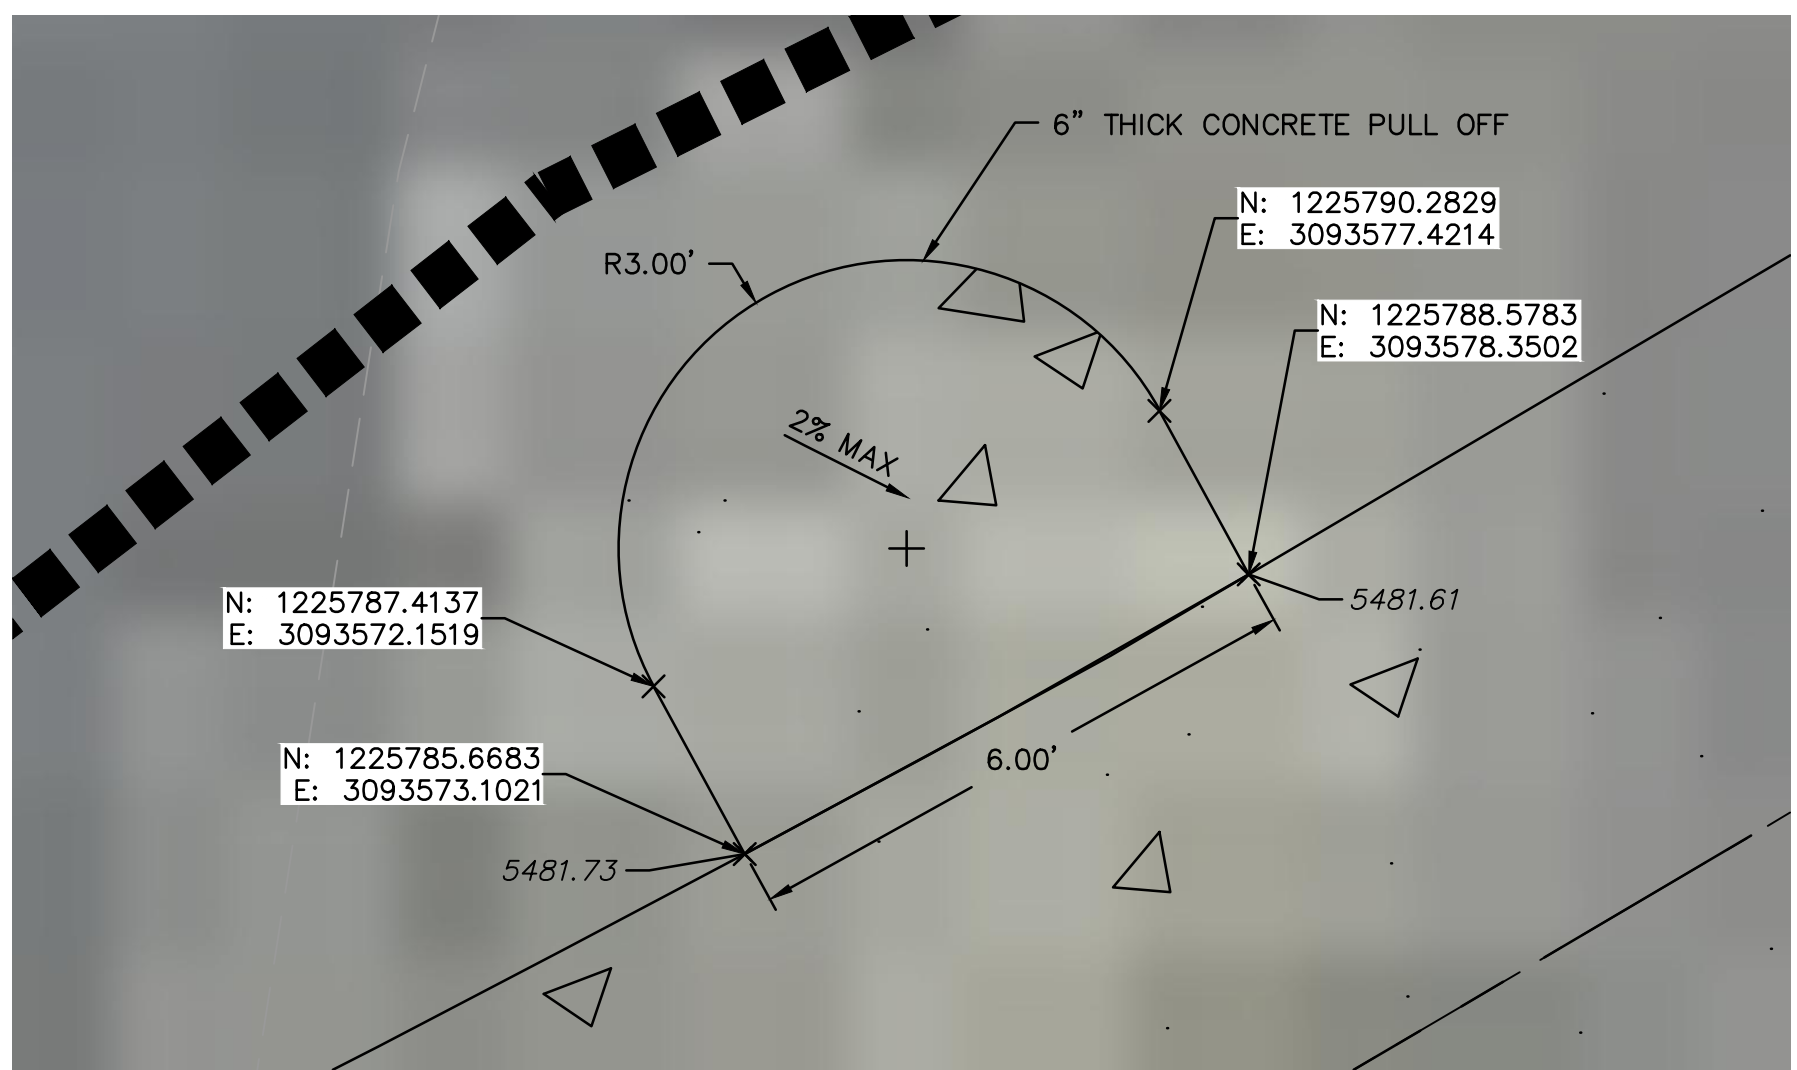 6” THICK CONCRETE PULL OFF
N: 1225790.2829
E: 3093577.4214
R3.00’
N: 1225788.5783
E: 3093578.3502
2% MAX
N: 1225787.4137
E: 3093572.1519
5481.61
N: 1225785.6683
E: 3093573.1021
6.00’
5481.73